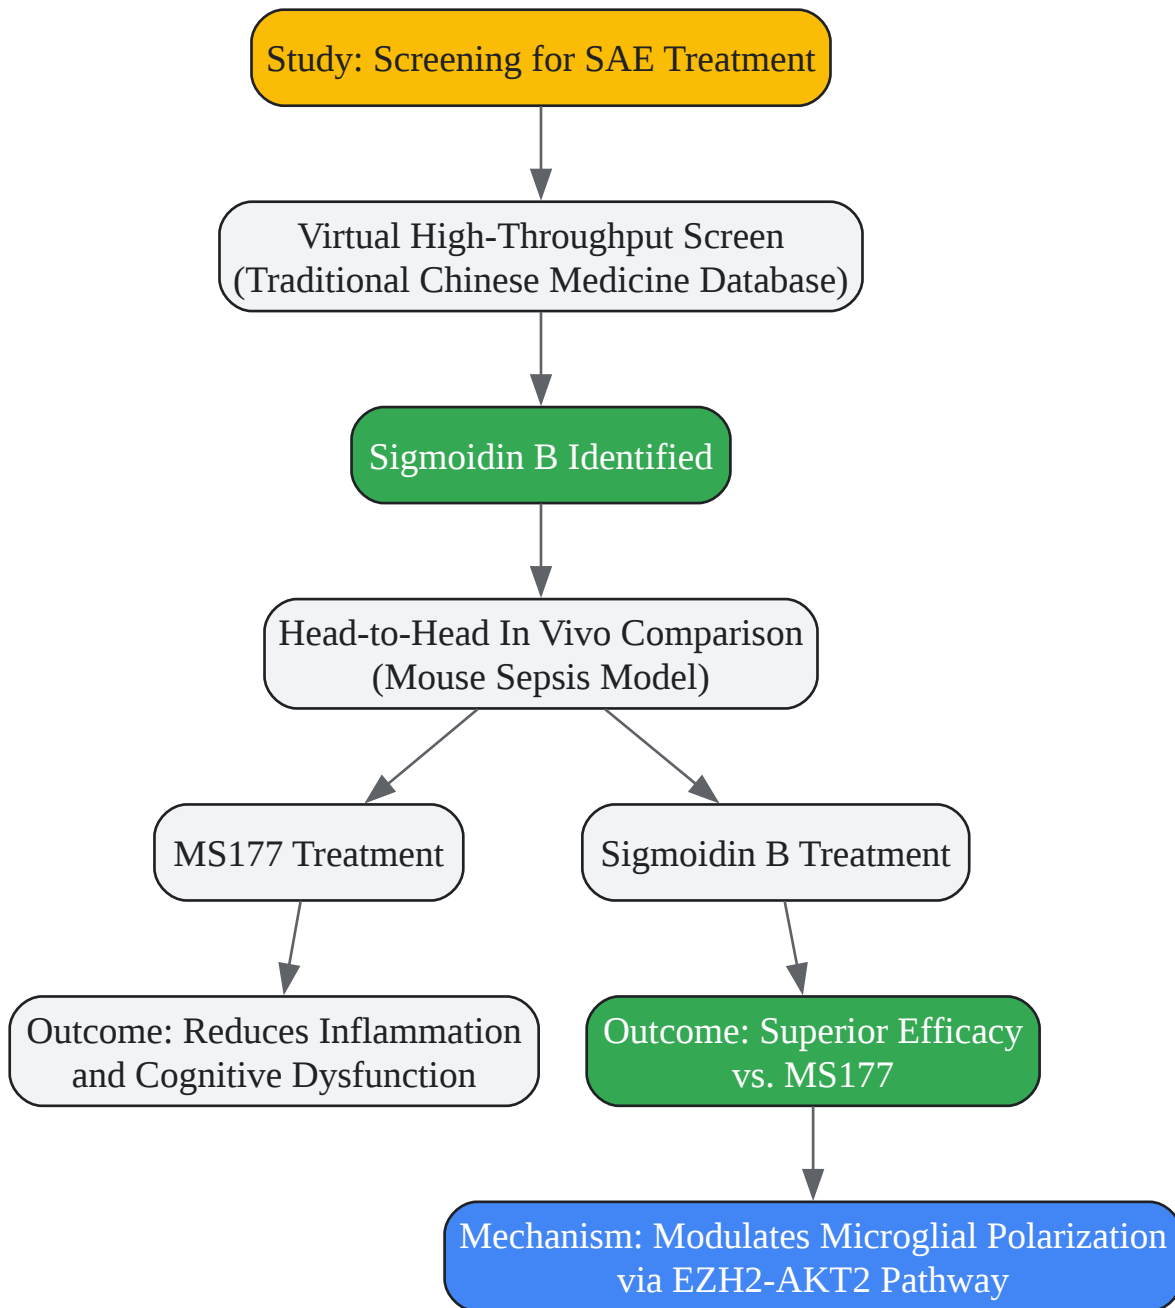 Study: Screening for SAE Treatment
Virtual High-Throughput Screen
(Traditional Chinese Medicine Database)
Sigmoidin B Identified
Head-to-Head In Vivo Comparison
(Mouse Sepsis Model)
MS177 Treatment
Sigmoidin B Treatment
Outcome: Reduces Inflammation
and Cognitive Dysfunction
Outcome: Superior Efficacy
vs. MS177
Mechanism: Modulates Microglial Polarization
via EZH2-AKT2 Pathway